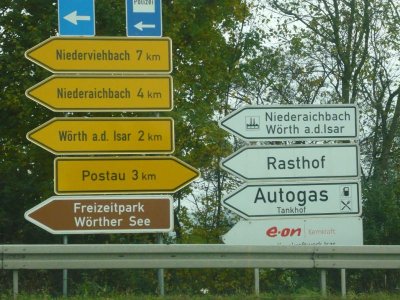 Polizei
Niederviehbach 7 km
Niederaichbach 4 km
Wörth a.d. Isar 2 km
Postau 3 km
Freizeitpark
Wörther See
Niederaichbach
Wörth a.d. Isar
Rasthof
Autogas
Tankhof
e·on Kernkraft